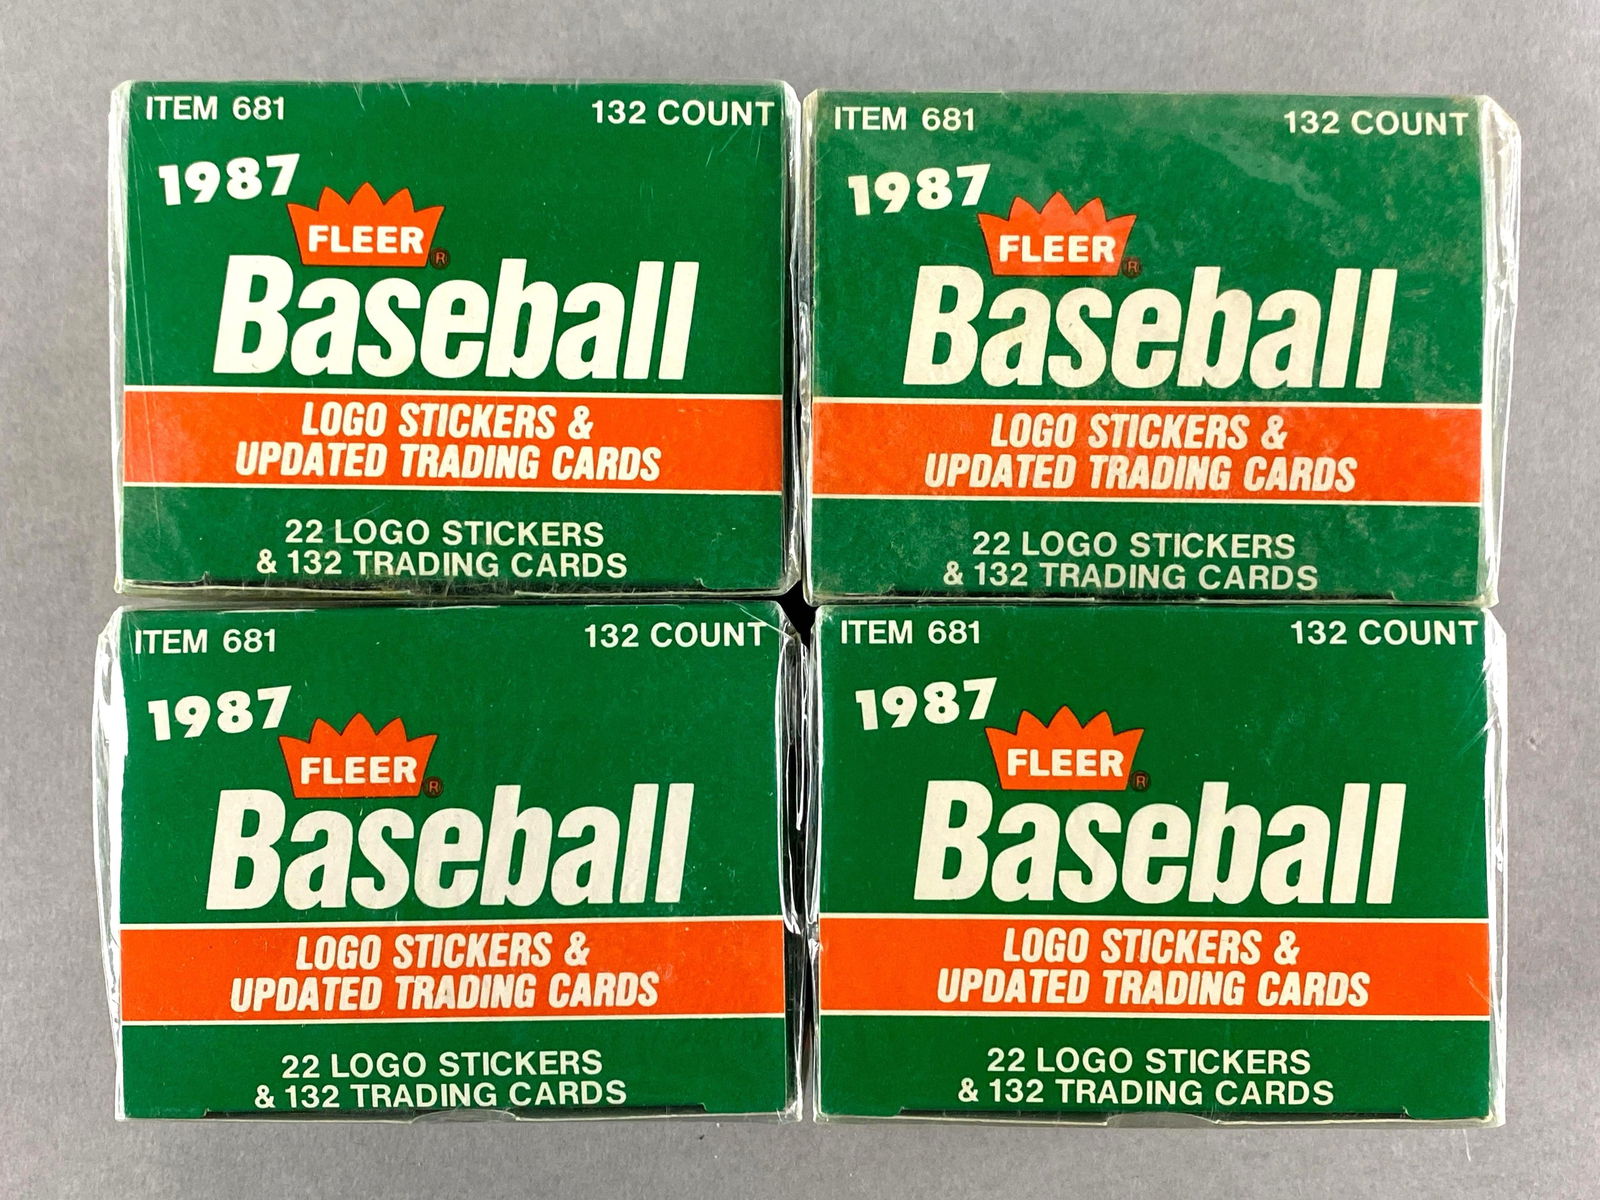 ITEM 681 132 COUNT
1987
FLEER ®
Baseball
LOGO STICKERS &
UPDATED TRADING CARDS
22 LOGO STICKERS
& 132 TRADING CARDS
ITEM 681 132 COUNT
1987
FLEER ®
Baseball
LOGO STICKERS &
UPDATED TRADING CARDS
22 LOGO STICKERS
& 132 TRADING CARDS
ITEM 681 132 COUNT
1987
FLEER ®
Baseball
LOGO STICKERS &
UPDATED TRADING CARDS
22 LOGO STICKERS
& 132 TRADING CARDS
ITEM 681 132 COUNT
1987
FLEER ®
Baseball
LOGO STICKERS &
UPDATED TRADING CARDS
22 LOGO STICKERS
& 132 TRADING CARDS